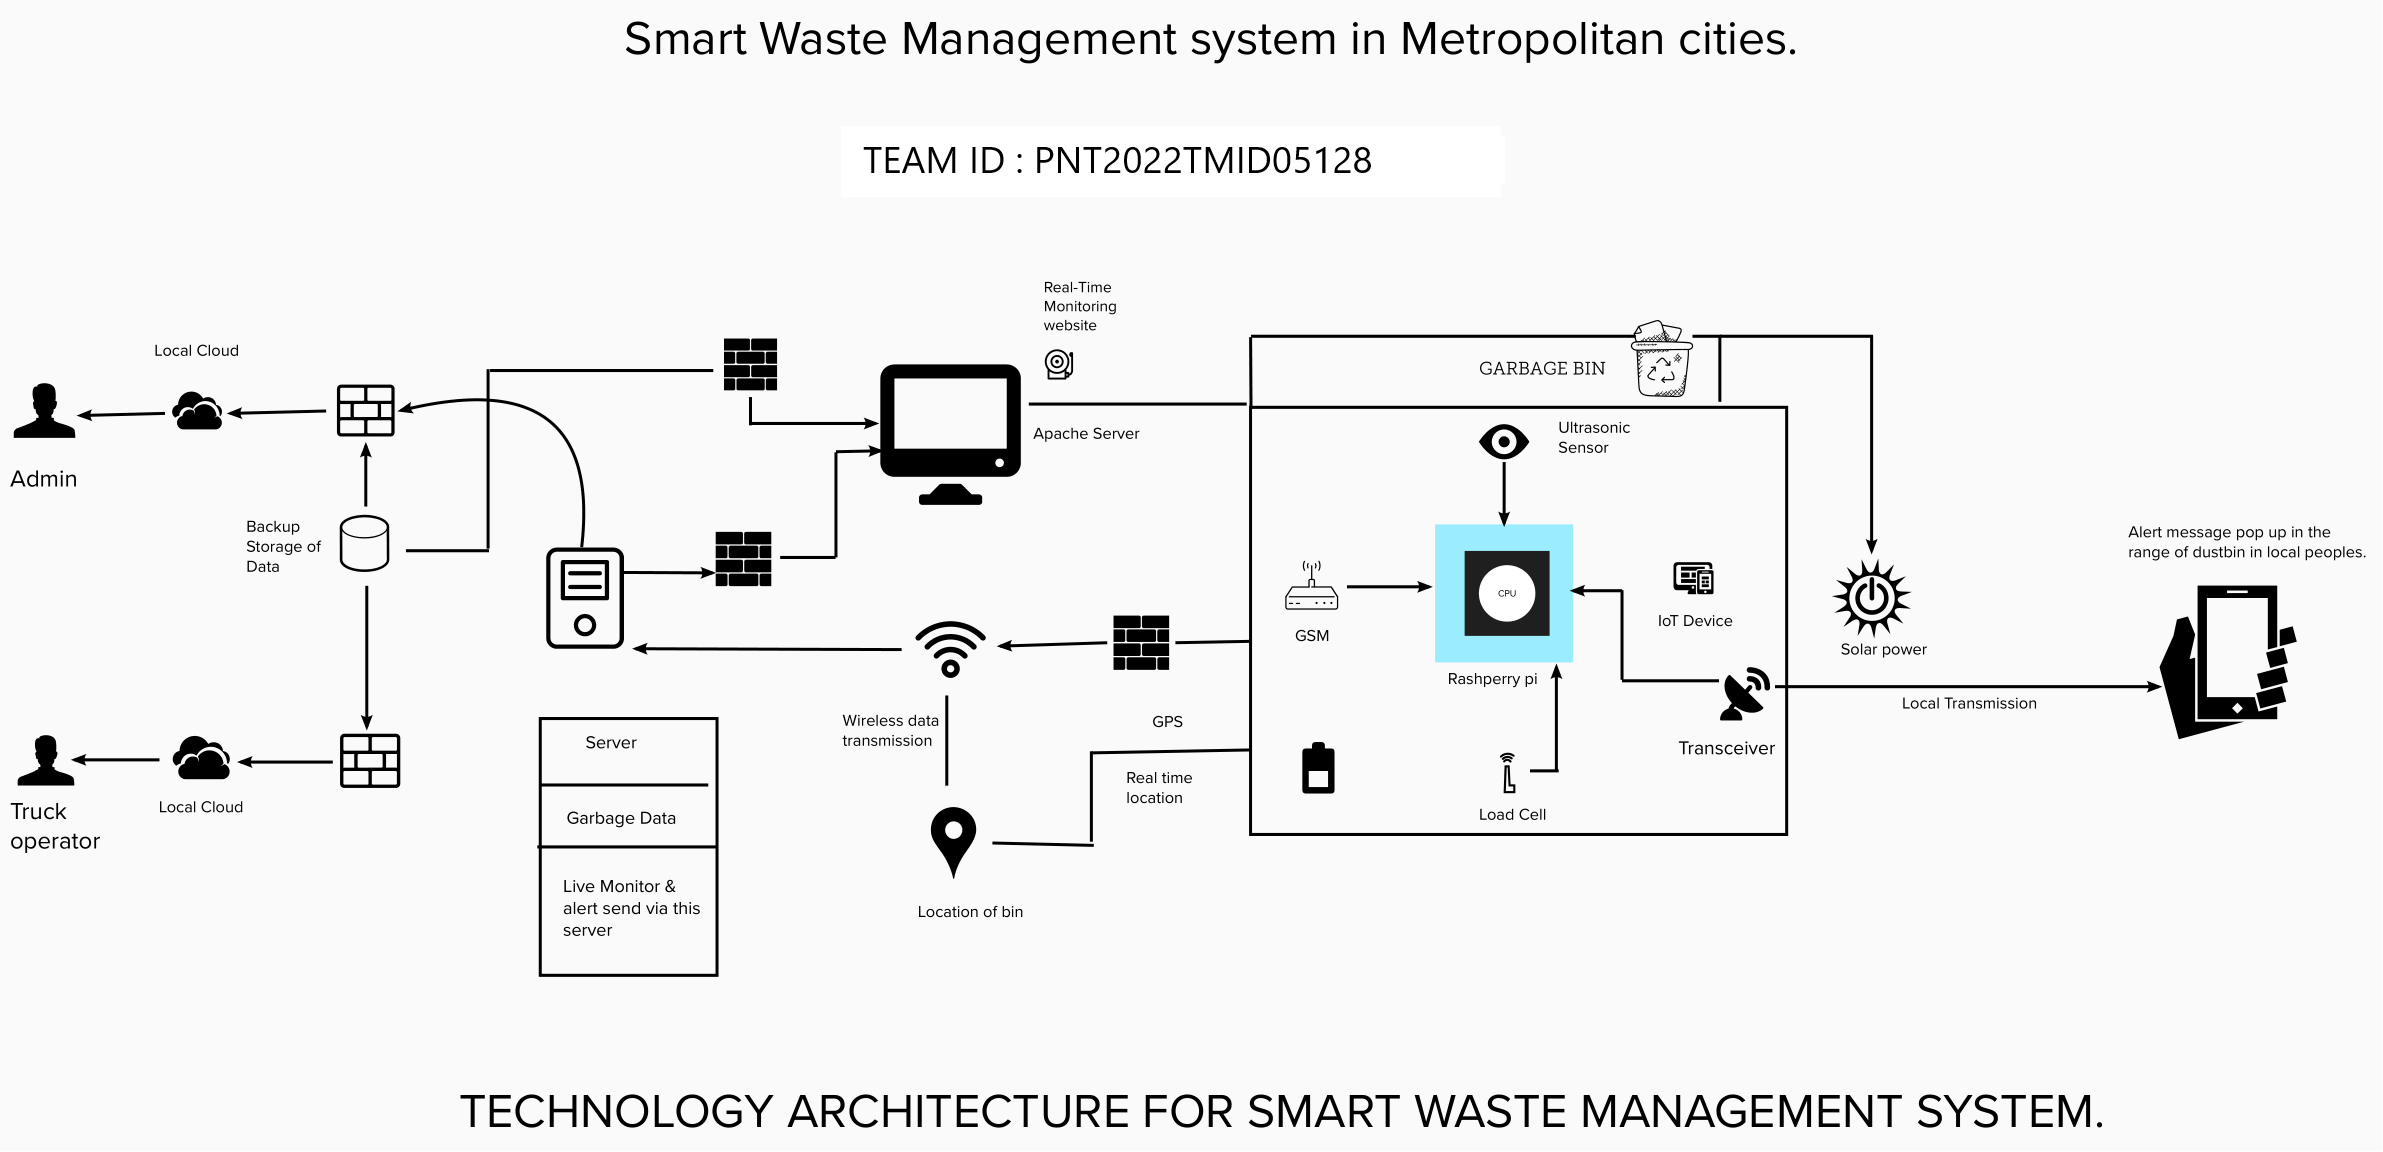 Smart Waste Management system in Metropolitan cities.
TEAM ID : PNT2022TMID05128
Real-Time
Monitoring
website
Local Cloud
GARBAGE BIN
Apache Server
Ultrasonic
Sensor
Admin
Backup
Storage of
Data
Alert message pop up in the
range of dustbin in local peoples.
CPU
GSM
IoT Device
Solar power
Rashperry pi
Local Transmission
Wireless data
transmission
GPS
Server
Transceiver
Real time
location
Truck
operator
Local Cloud
Garbage Data
Load Cell
Live Monitor &
alert send via this
server
Location of bin
TECHNOLOGY ARCHITECTURE FOR SMART WASTE MANAGEMENT SYSTEM.